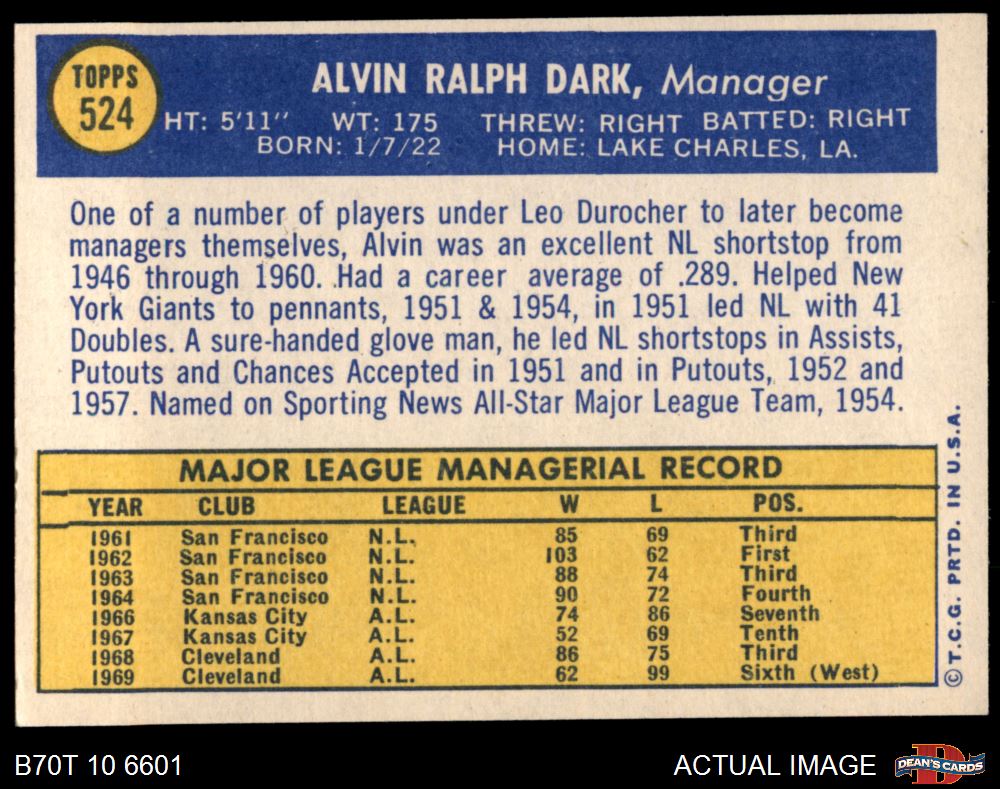 TOPPS
524
ALVIN RALPH DARK, Manager
HT: 5'11" WT: 175 THREW: RIGHT BATTED: RIGHT
BORN: 1/7/22 HOME: LAKE CHARLES, LA.
One of a number of players under Leo Durocher to later become
managers themselves, Alvin was an excellent NL shortstop from
1946 through 1960. Had a career average of .289. Helped New
York Giants to pennants, 1951 & 1954, in 1951 led NL with 41
Doubles. A sure-handed glove man, he led NL shortstops in Assists,
Putouts and Chances Accepted in 1951 and in Putouts, 1952 and
1957. Named on Sporting News All-Star Major League Team, 1954.
MAJOR LEAGUE MANAGERIAL RECORD
YEAR CLUB LEAGUE W L POS.
1961 San Francisco N.L. 85 69 Third
1962 San Francisco N.L. 103 62 First
1963 San Francisco N.L. 88 74 Third
1964 San Francisco N.L. 90 72 Fourth
1966 Kansas City A.L. 74 86 Seventh
1967 Kansas City A.L. 52 69 Tenth
1968 Cleveland A.L. 86 75 Third
1969 Cleveland A.L. 62 99 Sixth (West)
© T.C.G. PRTD. IN U.S.A.
B70T 10 6601
ACTUAL IMAGE
D
DEAN'S CARDS